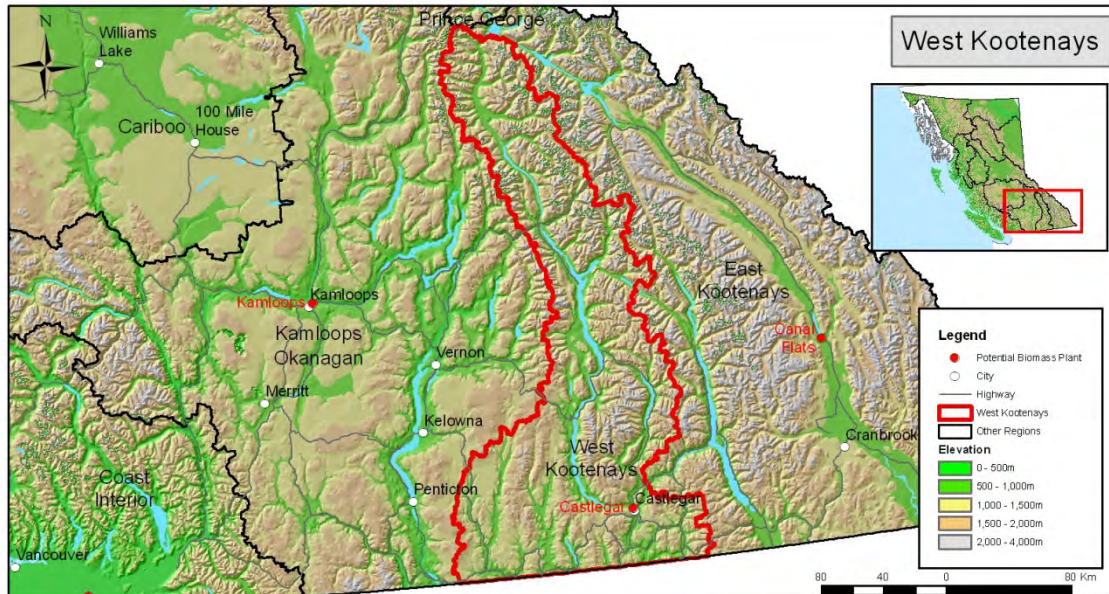 West Kootenays
N
Prince George
Williams
Lake
100 Mile
House
Cariboo
East
Kootenays
Kamloops
Kamloops
Kamloops
Okanagan
Canal
Flats
Vernon
Merritt
Kelowna
West
Kootenays
Cranbrook
Coast
Interior
Penticton
Castlegar
Castlegar
Vancouver
Legend
Potential Biomass Plant
City
Highway
West Kootenays
Other Regions
Elevation
0 - 500m
500 - 1,000m
1,000 - 1,500m
1,500 - 2,000m
2,000 - 4,000m
80 40 0 80 Km